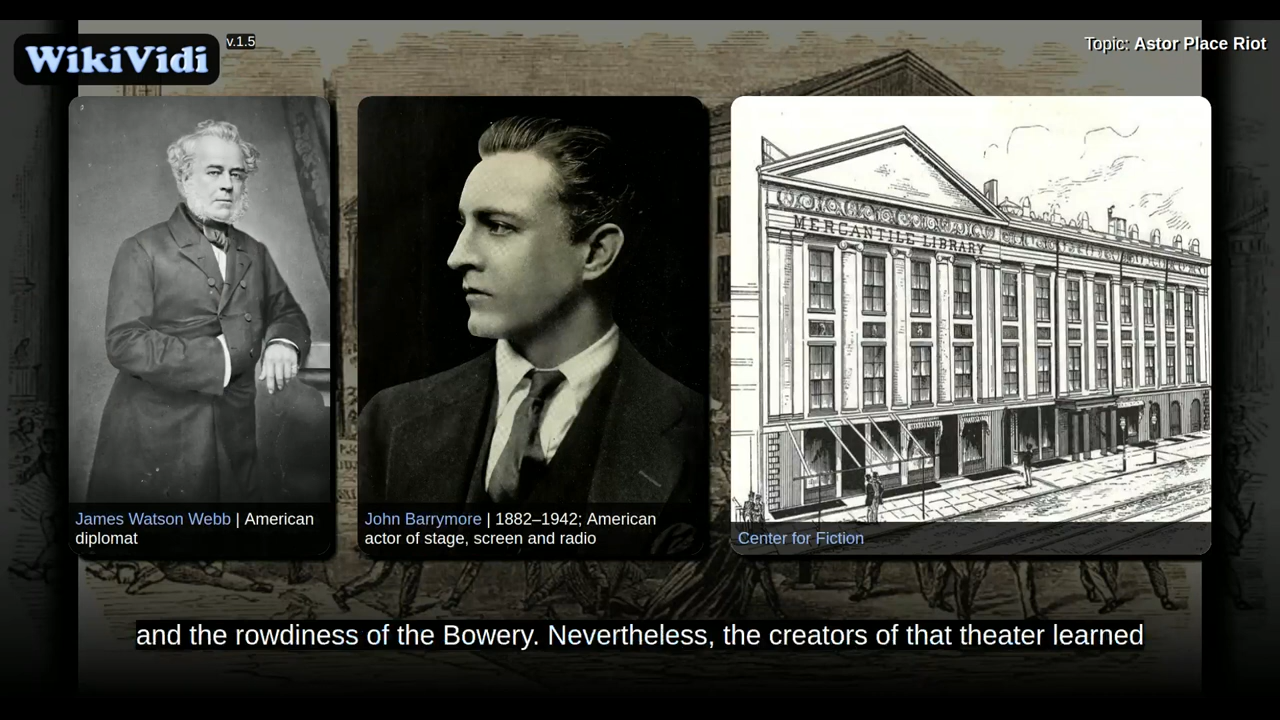 WikiVidi
v.1.5
Topic: Astor Place Riot
MERCANTILE LIBRARY
James Watson Webb | American
diplomat
John Barrymore | 1882–1942; American
actor of stage, screen and radio
Center for Fiction
and the rowdiness of the Bowery. Nevertheless, the creators of that theater learned